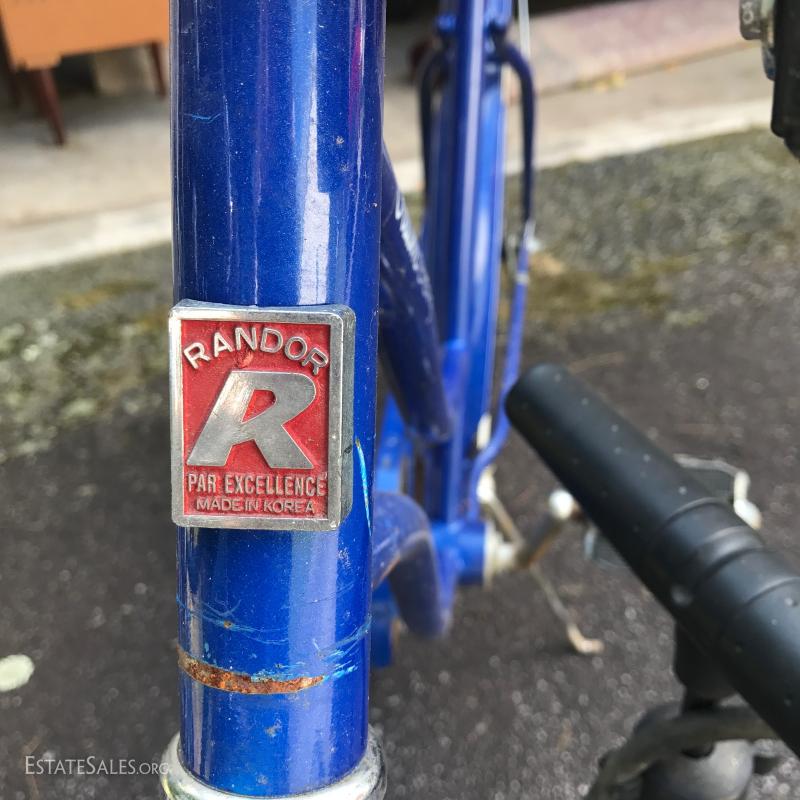 RANDOR
R
PAR EXCELLENCE
MADE IN KOREA
ESTATESALES.ORG